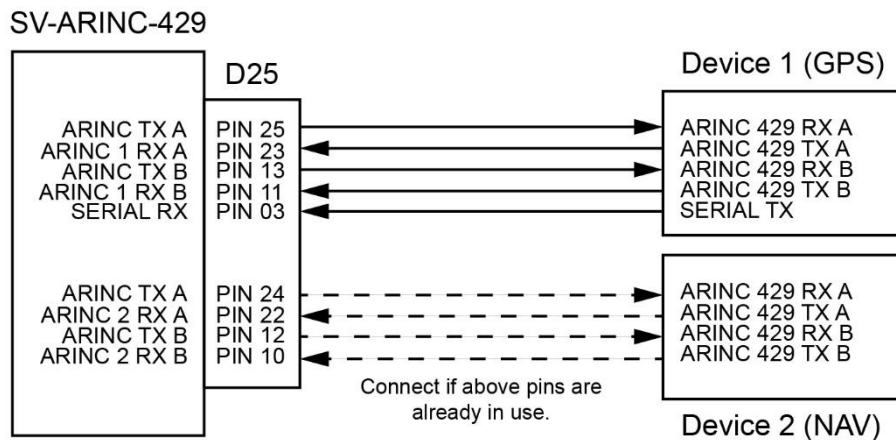 SV-ARINC-429
D25
Device 1 (GPS)
ARINC TX A PIN 25 ARINC 429 RX A
ARINC 1 RX A PIN 23 ARINC 429 TX A
ARINC TX B PIN 13 ARINC 429 RX B
ARINC 1 RX B PIN 11 ARINC 429 TX B
SERIAL RX PIN 03 SERIAL TX
ARINC TX A PIN 24 ARINC 429 RX A
ARINC 2 RX A PIN 22 ARINC 429 TX A
ARINC TX B PIN 12 ARINC 429 RX B
ARINC 2 RX B PIN 10 ARINC 429 TX B
Connect if above pins are
already in use.
Device 2 (NAV)